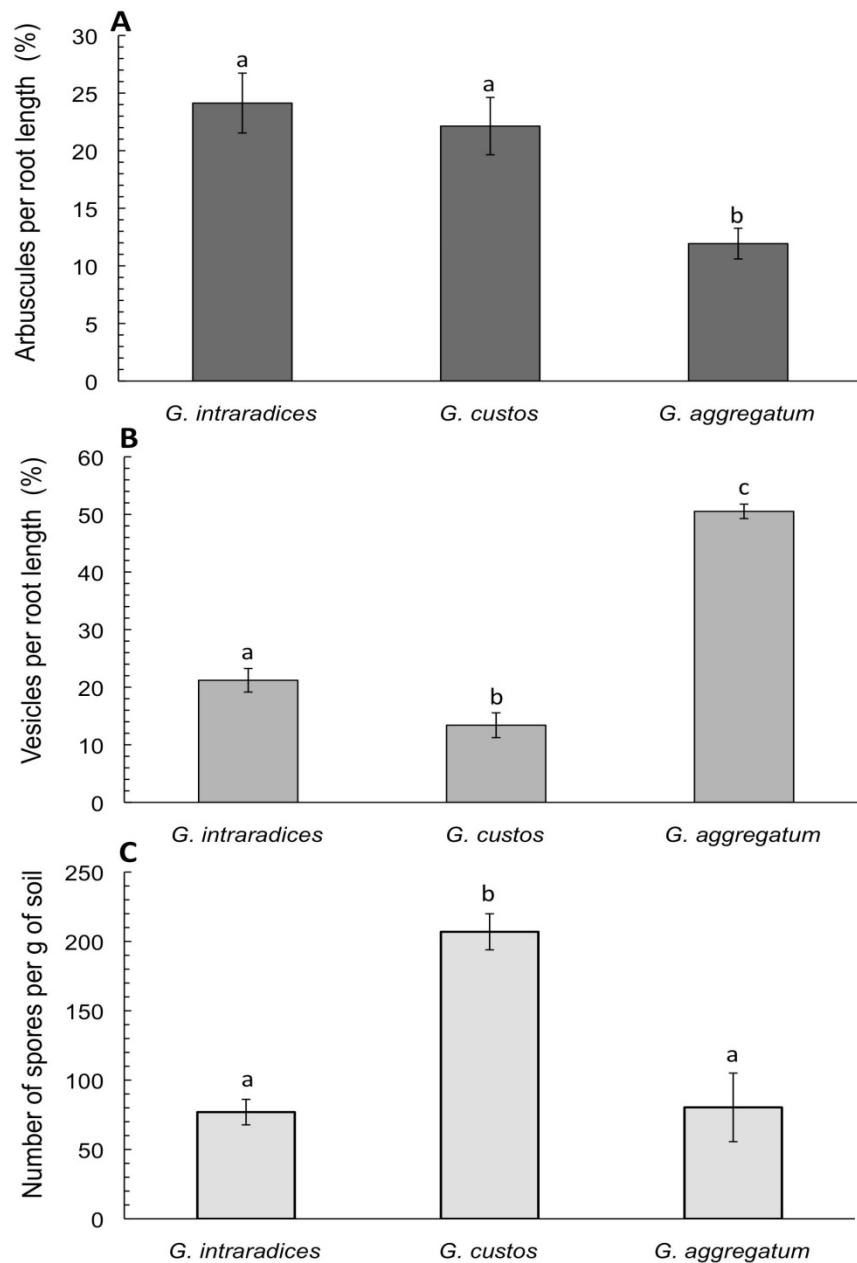 A
Arbuscules per root length (%)
30
25
20
15
10
5
0
a
a
b
G. intraradices
G. custos
G. aggregatum
B
Vesicles per root length (%)
60
50
40
30
20
10
0
a
b
c
G. intraradices
G. custos
G. aggregatum
C
Number of spores per g of soil
250
200
150
100
50
0
a
b
a
G. intraradices
G. custos
G. aggregatum